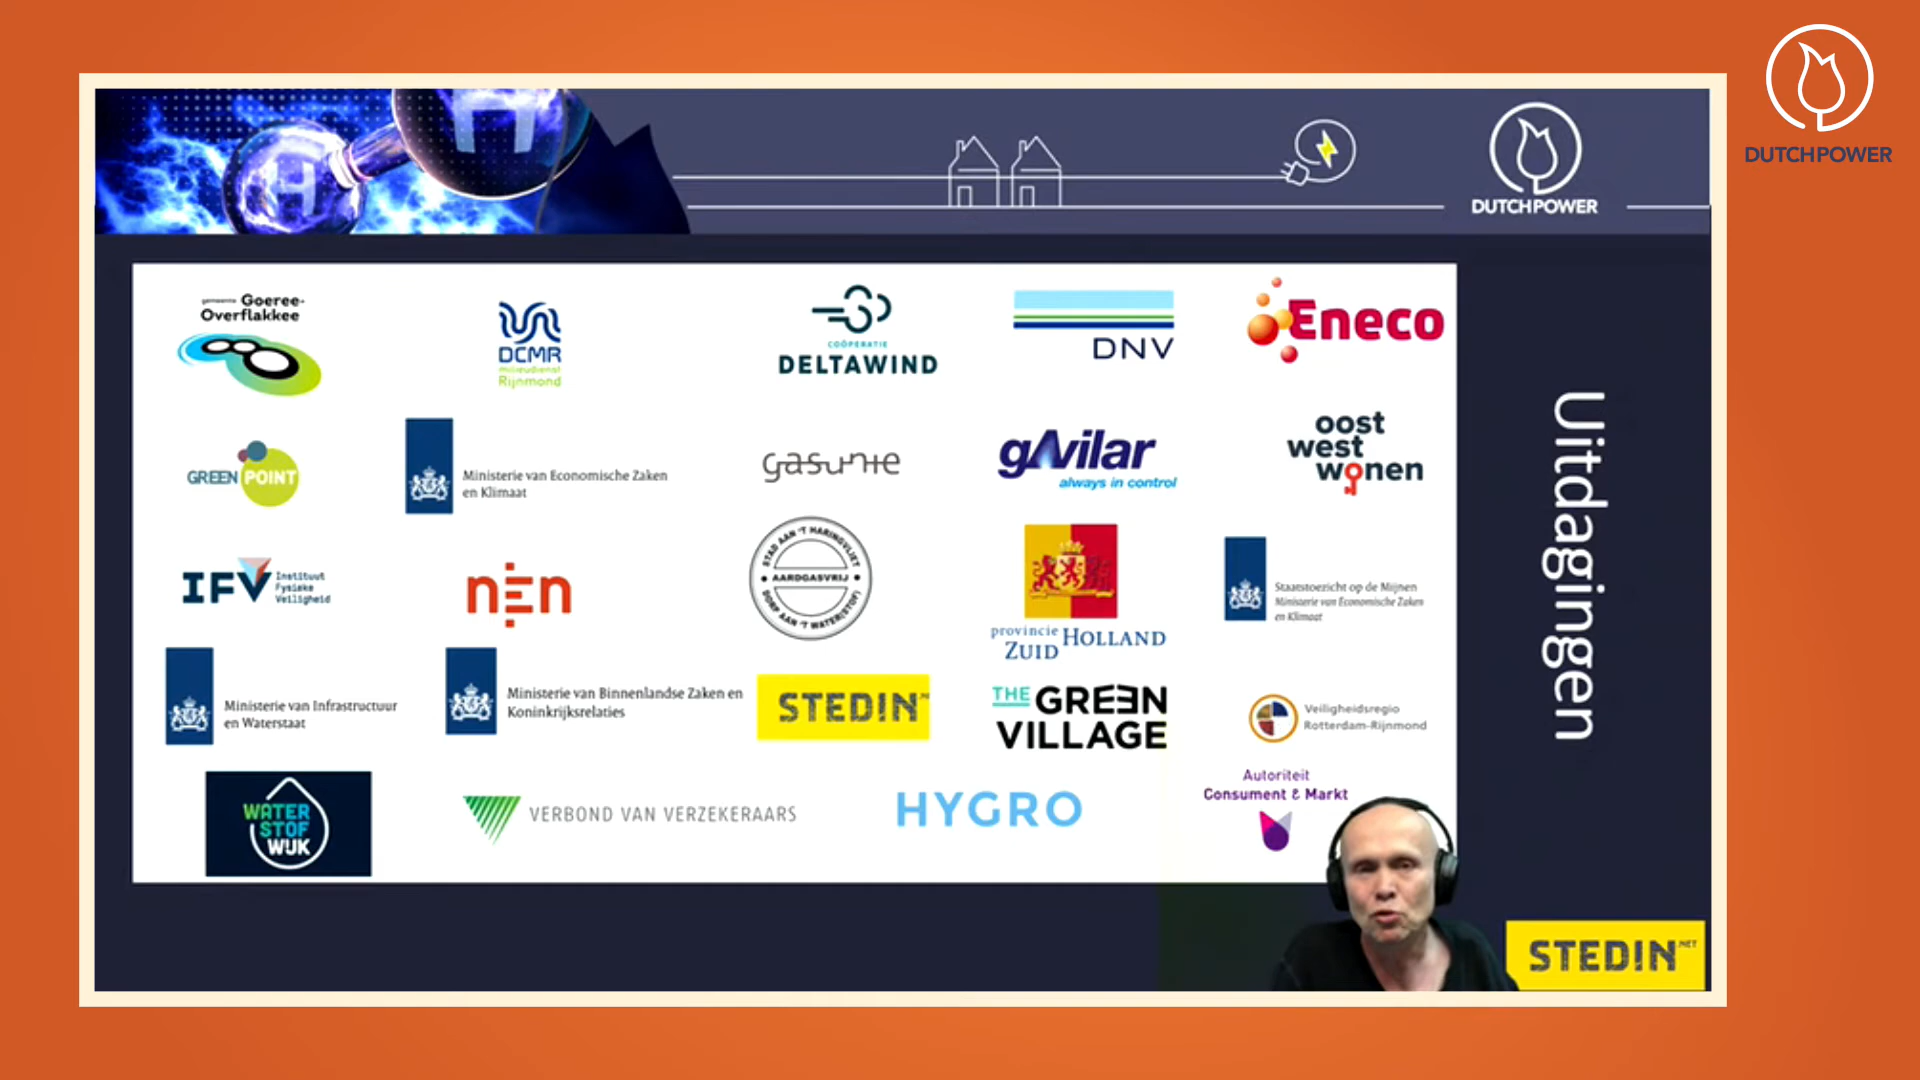 DUTCHPOWER
H
H
DUTCHPOWER
gemeente Goeree-
Overflakkee
DCMR
milieudienst
Rijnmond
COÖPERATIE
DELTAWIND
DNV
Eneco
GREEN POINT
Ministerie van Economische Zaken
en Klimaat
gasunie
gAvilar
always in control
oost
west
wonen
IFV
Instituut
Fysieke
Veiligheid
nen
STAD AAN 'T HARINGVLIET
AARDGASVRIJ
DORP AAN 'T WATER(STOF)
provincie HOLLAND
ZUID
Staatstoezicht op de Mijnen
Ministerie van Economische Zaken
en Klimaat
Ministerie van Infrastructuur
en Waterstaat
Ministerie van Binnenlandse Zaken en
Koninkrijksrelaties
STEDIN
THE GREEN
VILLAGE
Veiligheidsregio
Rotterdam-Rijnmond
WATER
STOF
WIJK
VERBOND VAN VERZEKERAARS
HYGRO
Autoriteit
Consument & Markt
Uitdagingen
STEDIN.NET